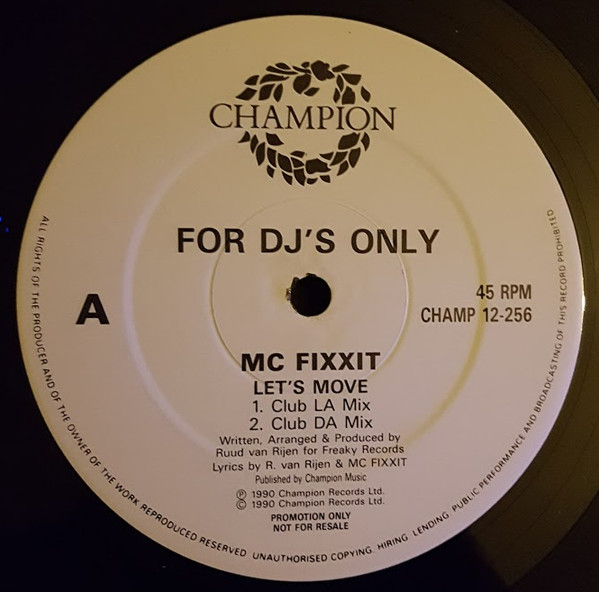 CHAMPION
FOR DJ'S ONLY
A
45 RPM
CHAMP 12-256
MC FIXXIT
LET'S MOVE
1. Club LA Mix
2. Club DA Mix
Written, Arranged & Produced by
Ruud van Rijen for Freaky Records
Lyrics by R. van Rijen & MC FIXXIT
Published by Champion Music
Ⓟ 1990 Champion Records Ltd.
© 1990 Champion Records Ltd.
PROMOTION ONLY
NOT FOR RESALE
ALL RIGHTS OF THE PRODUCER AND OF THE OWNER OF THE WORK REPRODUCED RESERVED. UNAUTHORISED COPYING, HIRING, LENDING, PUBLIC PERFORMANCE AND BROADCASTING OF THIS RECORD PROHIBITED